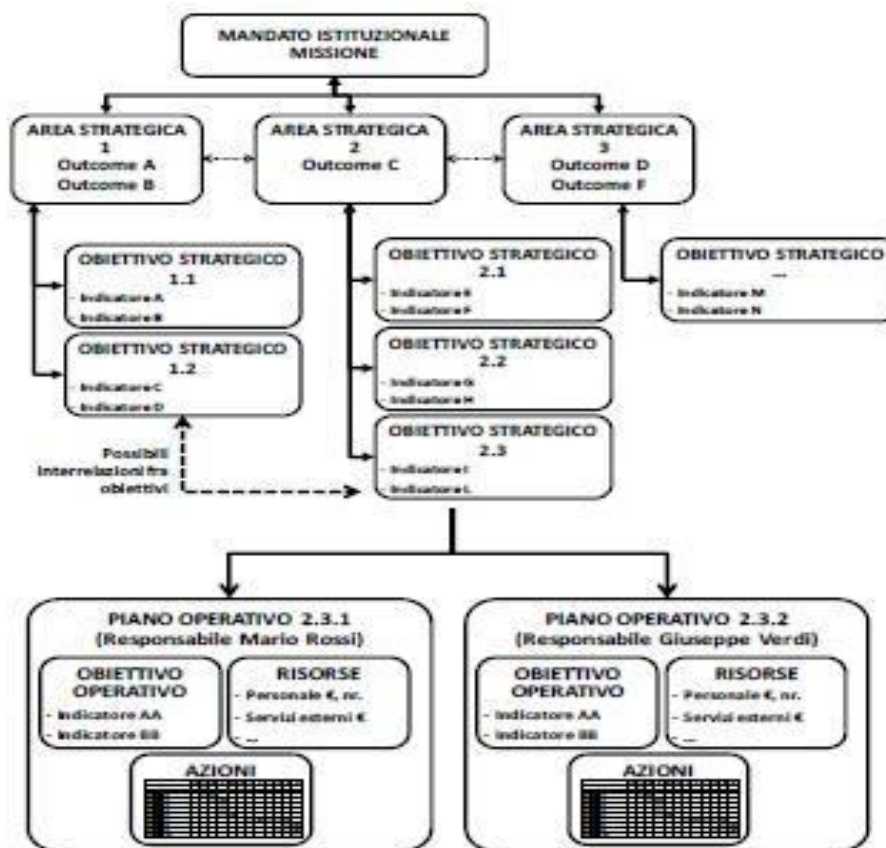 MANDATO ISTITUZIONALE
MISSIONE
AREA STRATEGICA
1
Outcome A
Outcome B
AREA STRATEGICA
2
Outcome C
AREA STRATEGICA
3
Outcome D
Outcome F
OBIETTIVO STRATEGICO
1.1
- Indicatore A
- Indicatore B
OBIETTIVO STRATEGICO
1.2
- Indicatore C
- Indicatore D
OBIETTIVO STRATEGICO
2.1
- Indicatore E
- Indicatore F
OBIETTIVO STRATEGICO
2.2
- Indicatore G
- Indicatore H
OBIETTIVO STRATEGICO
2.3
- Indicatore I
- Indicatore L
OBIETTIVO STRATEGICO
...
- Indicatore M
- Indicatore N
Possibili
interrelazioni fra
obiettivi
PIANO OPERATIVO 2.3.1
(Responsabile Mario Rossi)
OBIETTIVO
OPERATIVO
- Indicatore AA
- Indicatore BB
RISORSE
- Personale €, nr.
- Servizi esterni €
- ...
AZIONI
PIANO OPERATIVO 2.3.2
(Responsabile Giuseppe Verdi)
OBIETTIVO
OPERATIVO
- Indicatore AA
- Indicatore BB
RISORSE
- Personale €, nr.
- Servizi esterni €
- ...
AZIONI